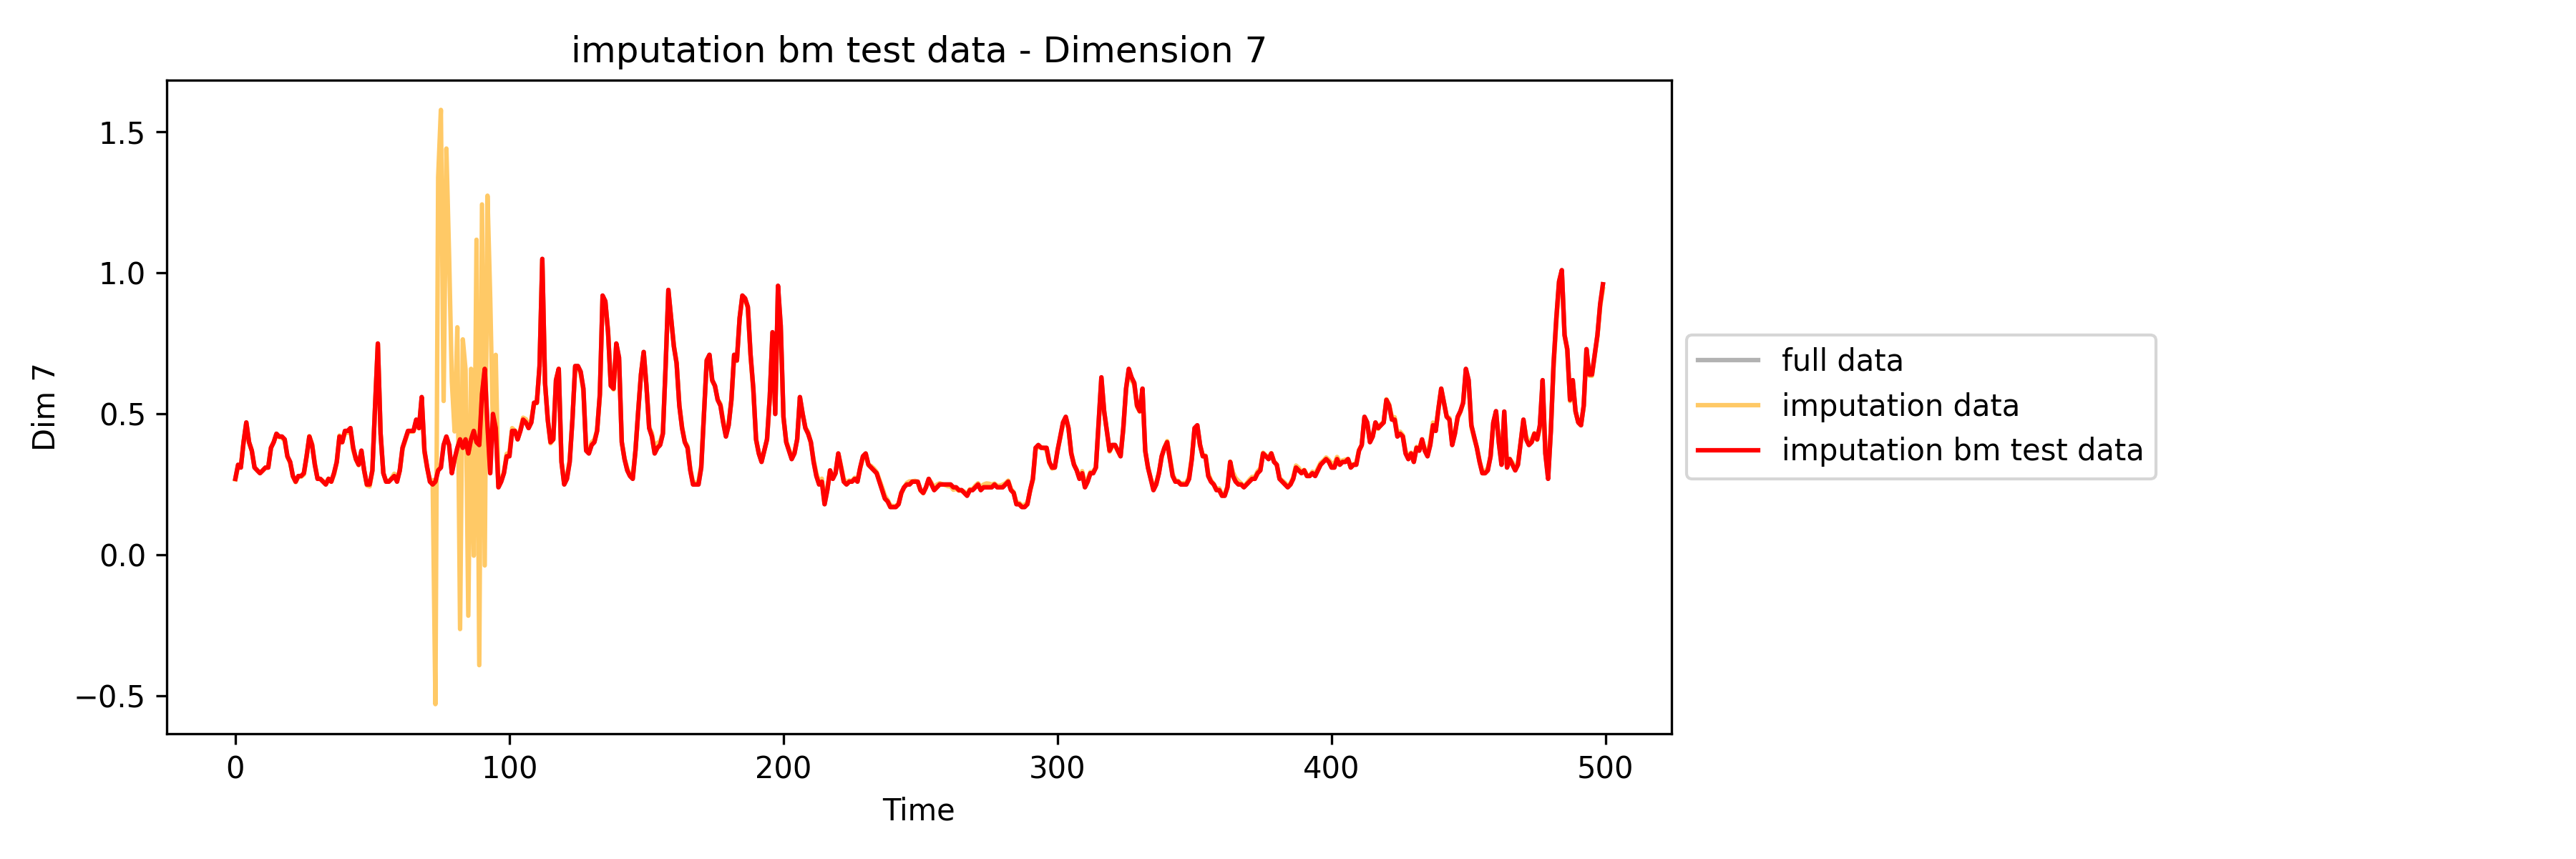 imputation bm test data - Dimension 7
Dim 7
1.5
1.0
0.5
0.0
−0.5
0 100 200 300 400 500
Time
full data
imputation data
imputation bm test data